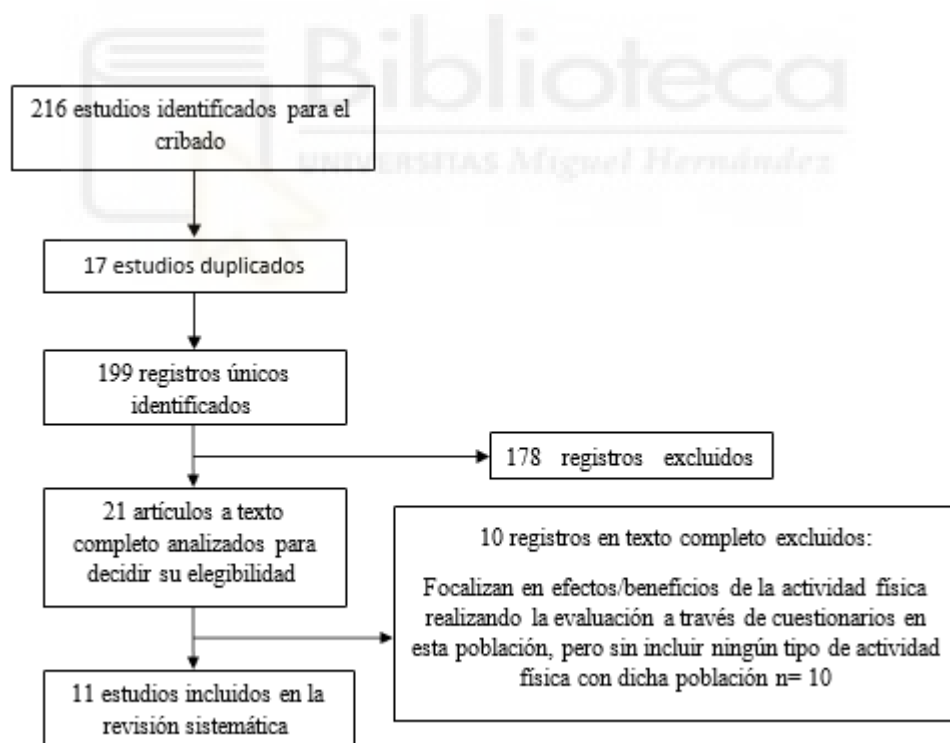 Biblioteca
UNIVERSITAS Miguel Hernández
216 estudios identificados para el
cribado
17 estudios duplicados
199 registros únicos
identificados
178 registros excluidos
21 artículos a texto
completo analizados para
decidir su elegibilidad
10 registros en texto completo excluidos:
Focalizan en efectos/beneficios de la actividad física
realizando la evaluación a través de cuestionarios en
esta población, pero sin incluir ningún tipo de actividad
física con dicha población n= 10
11 estudios incluidos en la
revisión sistemática